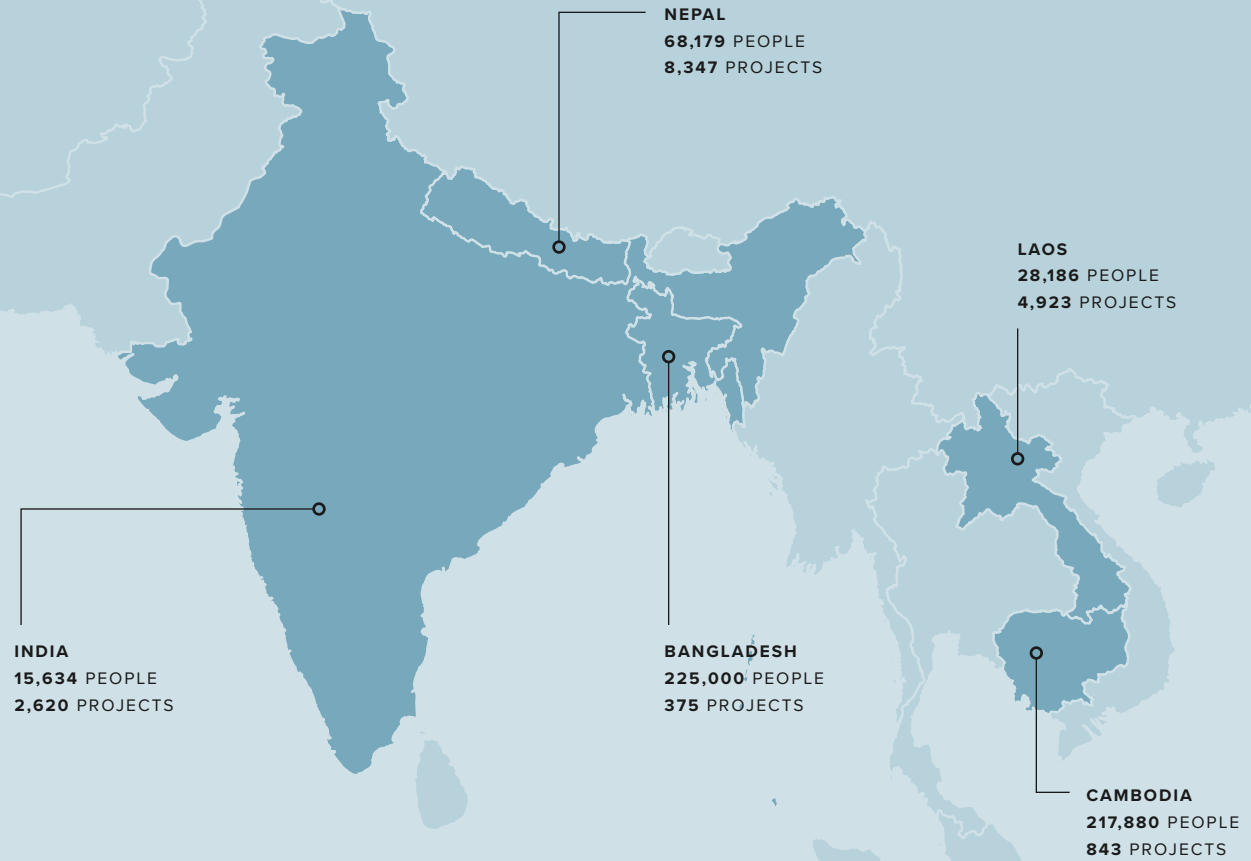 NEPAL
68,179 PEOPLE
8,347 PROJECTS
LAOS
28,186 PEOPLE
4,923 PROJECTS
INDIA
15,634 PEOPLE
2,620 PROJECTS
BANGLADESH
225,000 PEOPLE
375 PROJECTS
CAMBODIA
217,880 PEOPLE
843 PROJECTS